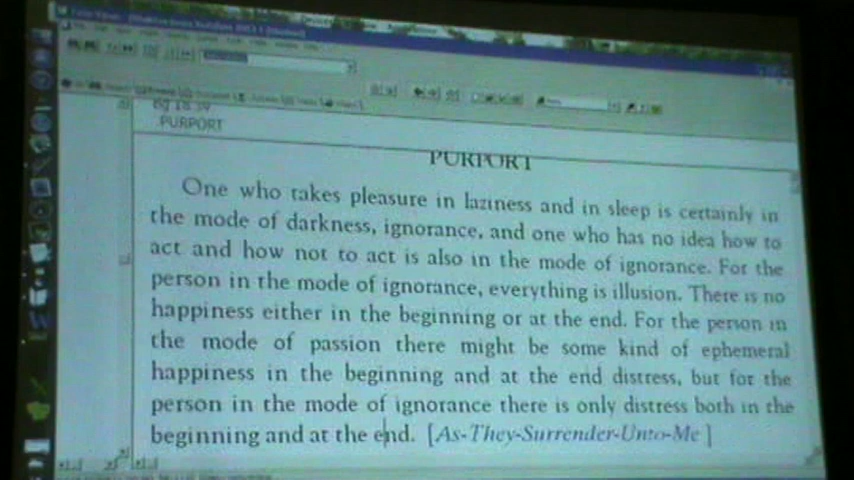 Bg 18.39
PURPORT
PURPORT
One who takes pleasure in laziness and in sleep is certainly in
the mode of darkness, ignorance, and one who has no idea how to
act and how not to act is also in the mode of ignorance. For the
person in the mode of ignorance, everything is illusion. There is no
happiness either in the beginning or at the end. For the person in
the mode of passion there might be some kind of ephemeral
happiness in the beginning and at the end distress, but for the
person in the mode of ignorance there is only distress both in the
beginning and at the end. [As-They-Surrender-Unto-Me ]